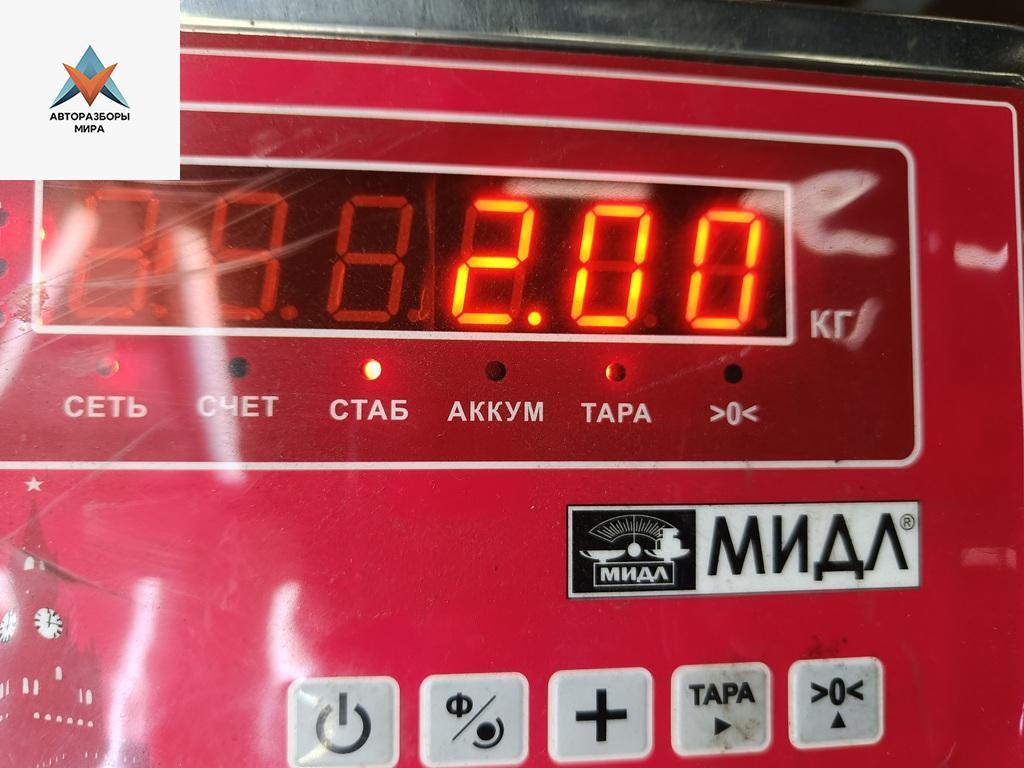 АВТОРАЗБОРЫ
МИРА
2.00
КГ
СЕТЬ СЧЕТ СТАБ АККУМ ТАРА >0<
МИДЛ МИДЛ®
Ф ТАРА >0<